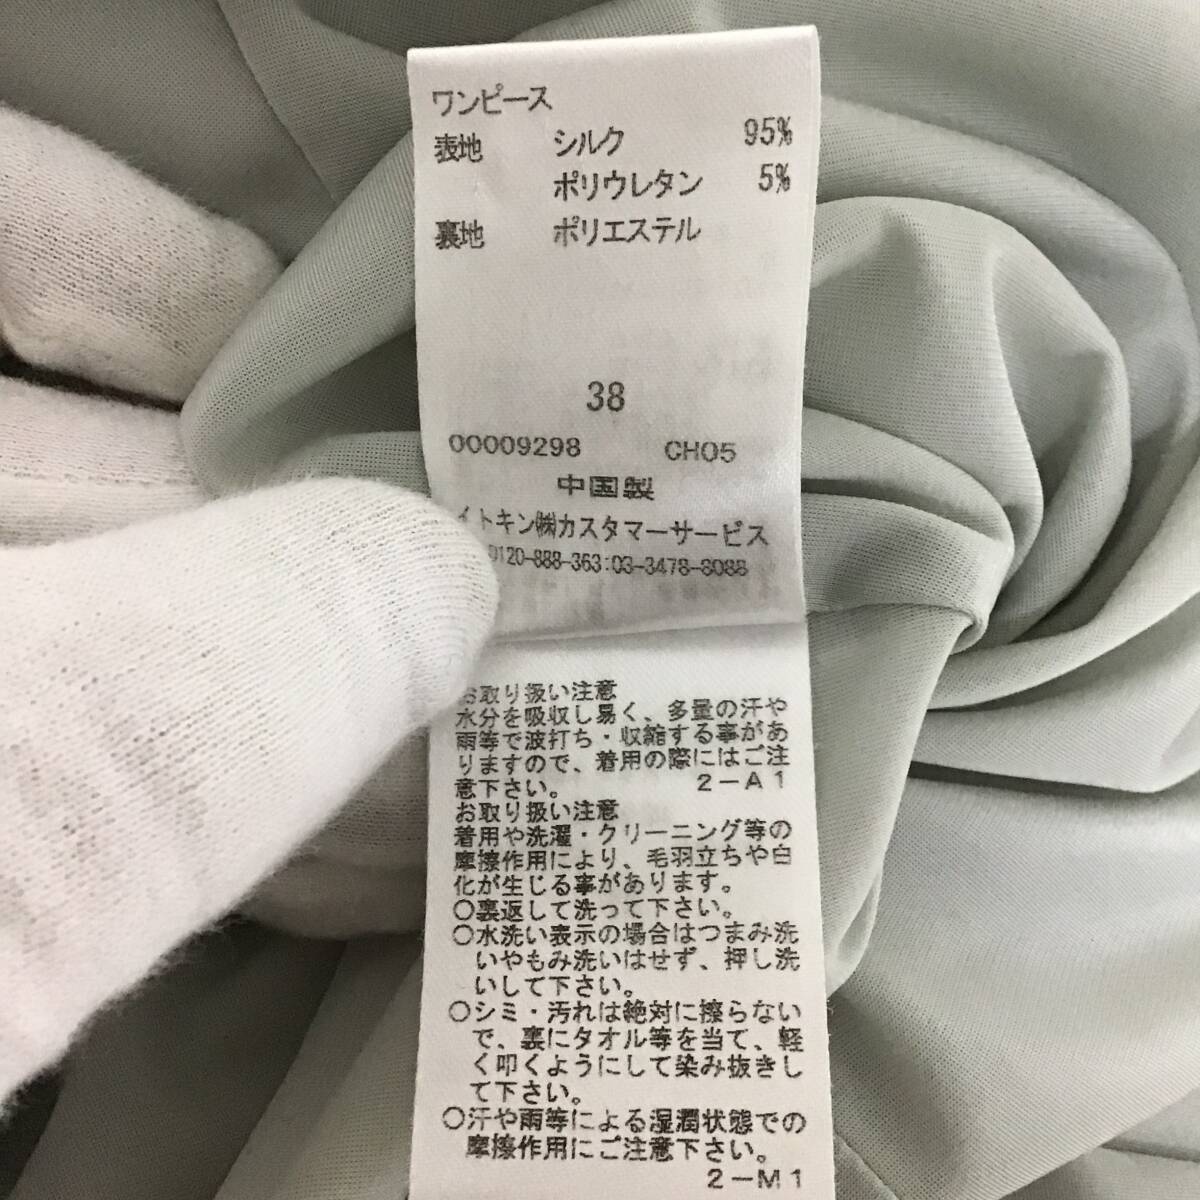 ワンピース
表地 シルク 95%
ポリウレタン 5%
裏地 ポリエステル
38
00009298 CH05
中国製
イトキン㈱カスタマーサービス
0120-888-363:03-3478-8088
お取り扱い注意
水分を吸収し易く、多量の汗や
雨等で波打ち・収縮する事があ
りますので、着用の際にはご注
意下さい。 2-A1
お取り扱い注意
着用や洗濯・クリーニング等の
摩擦作用により、毛羽立ちや白
化が生じる事があります。
○裏返して洗って下さい。
○水洗い表示の場合はつまみ洗
いやもみ洗いはせず、押し洗
いして下さい。
○シミ・汚れは絶対に擦らない
で、裏にタオル等を当て、軽
く叩くようにして染み抜きし
て下さい。
○汗や雨等による湿潤状態での
摩擦作用にご注意下さい。
2-M1